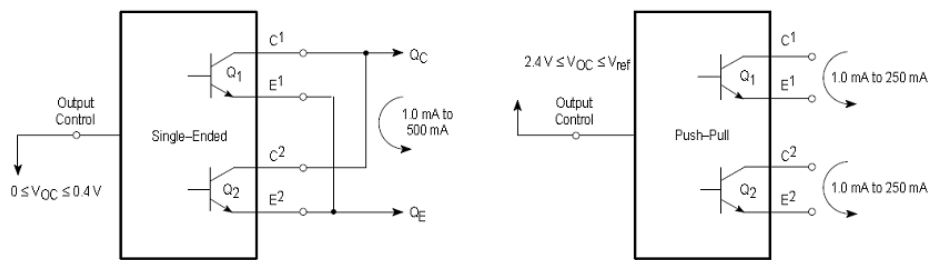 Output
Control
0 ≤ VOC ≤ 0.4 V
Single–Ended
Q1
Q2
C1
E1
C2
E2
QC
1.0 mA to
500 mA
QE
2.4 V ≤ VOC ≤ Vref
Output
Control
Push–Pull
Q1
Q2
C1
E1
1.0 mA to 250 mA
C2
E2
1.0 mA to 250 mA